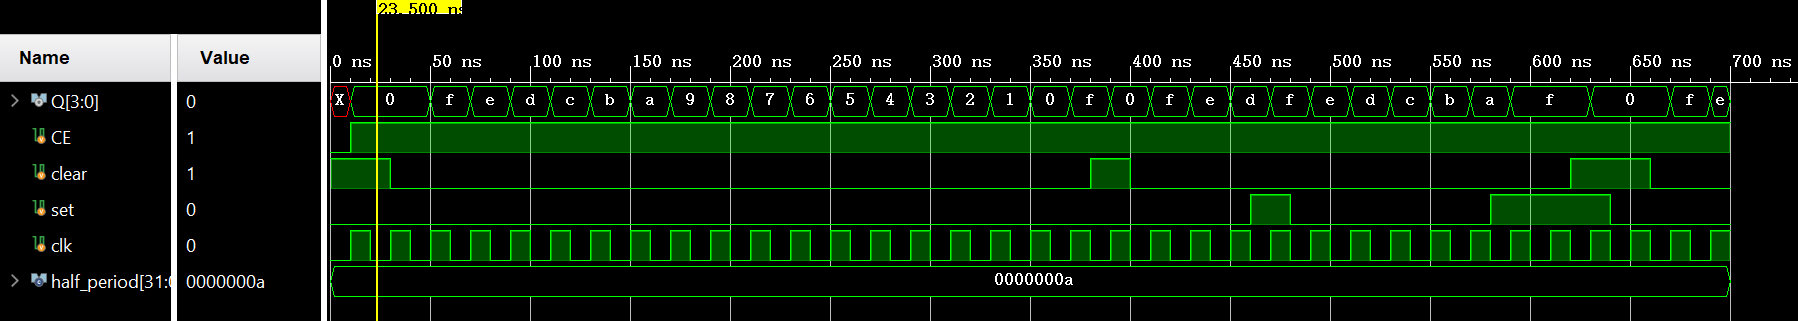 23.500 ns
Name Value
0 ns 50 ns 100 ns 150 ns 200 ns 250 ns 300 ns 350 ns 400 ns 450 ns 500 ns 550 ns 600 ns 650 ns 700 ns
Q[3:0] 0 X 0 f e d c b a 9 8 7 6 5 4 3 2 1 0 f 0 f e d f e d c b a f 0 f e
CE 1
clear 1
set 0
clk 0
half_period[31:0 0000000a 0000000a